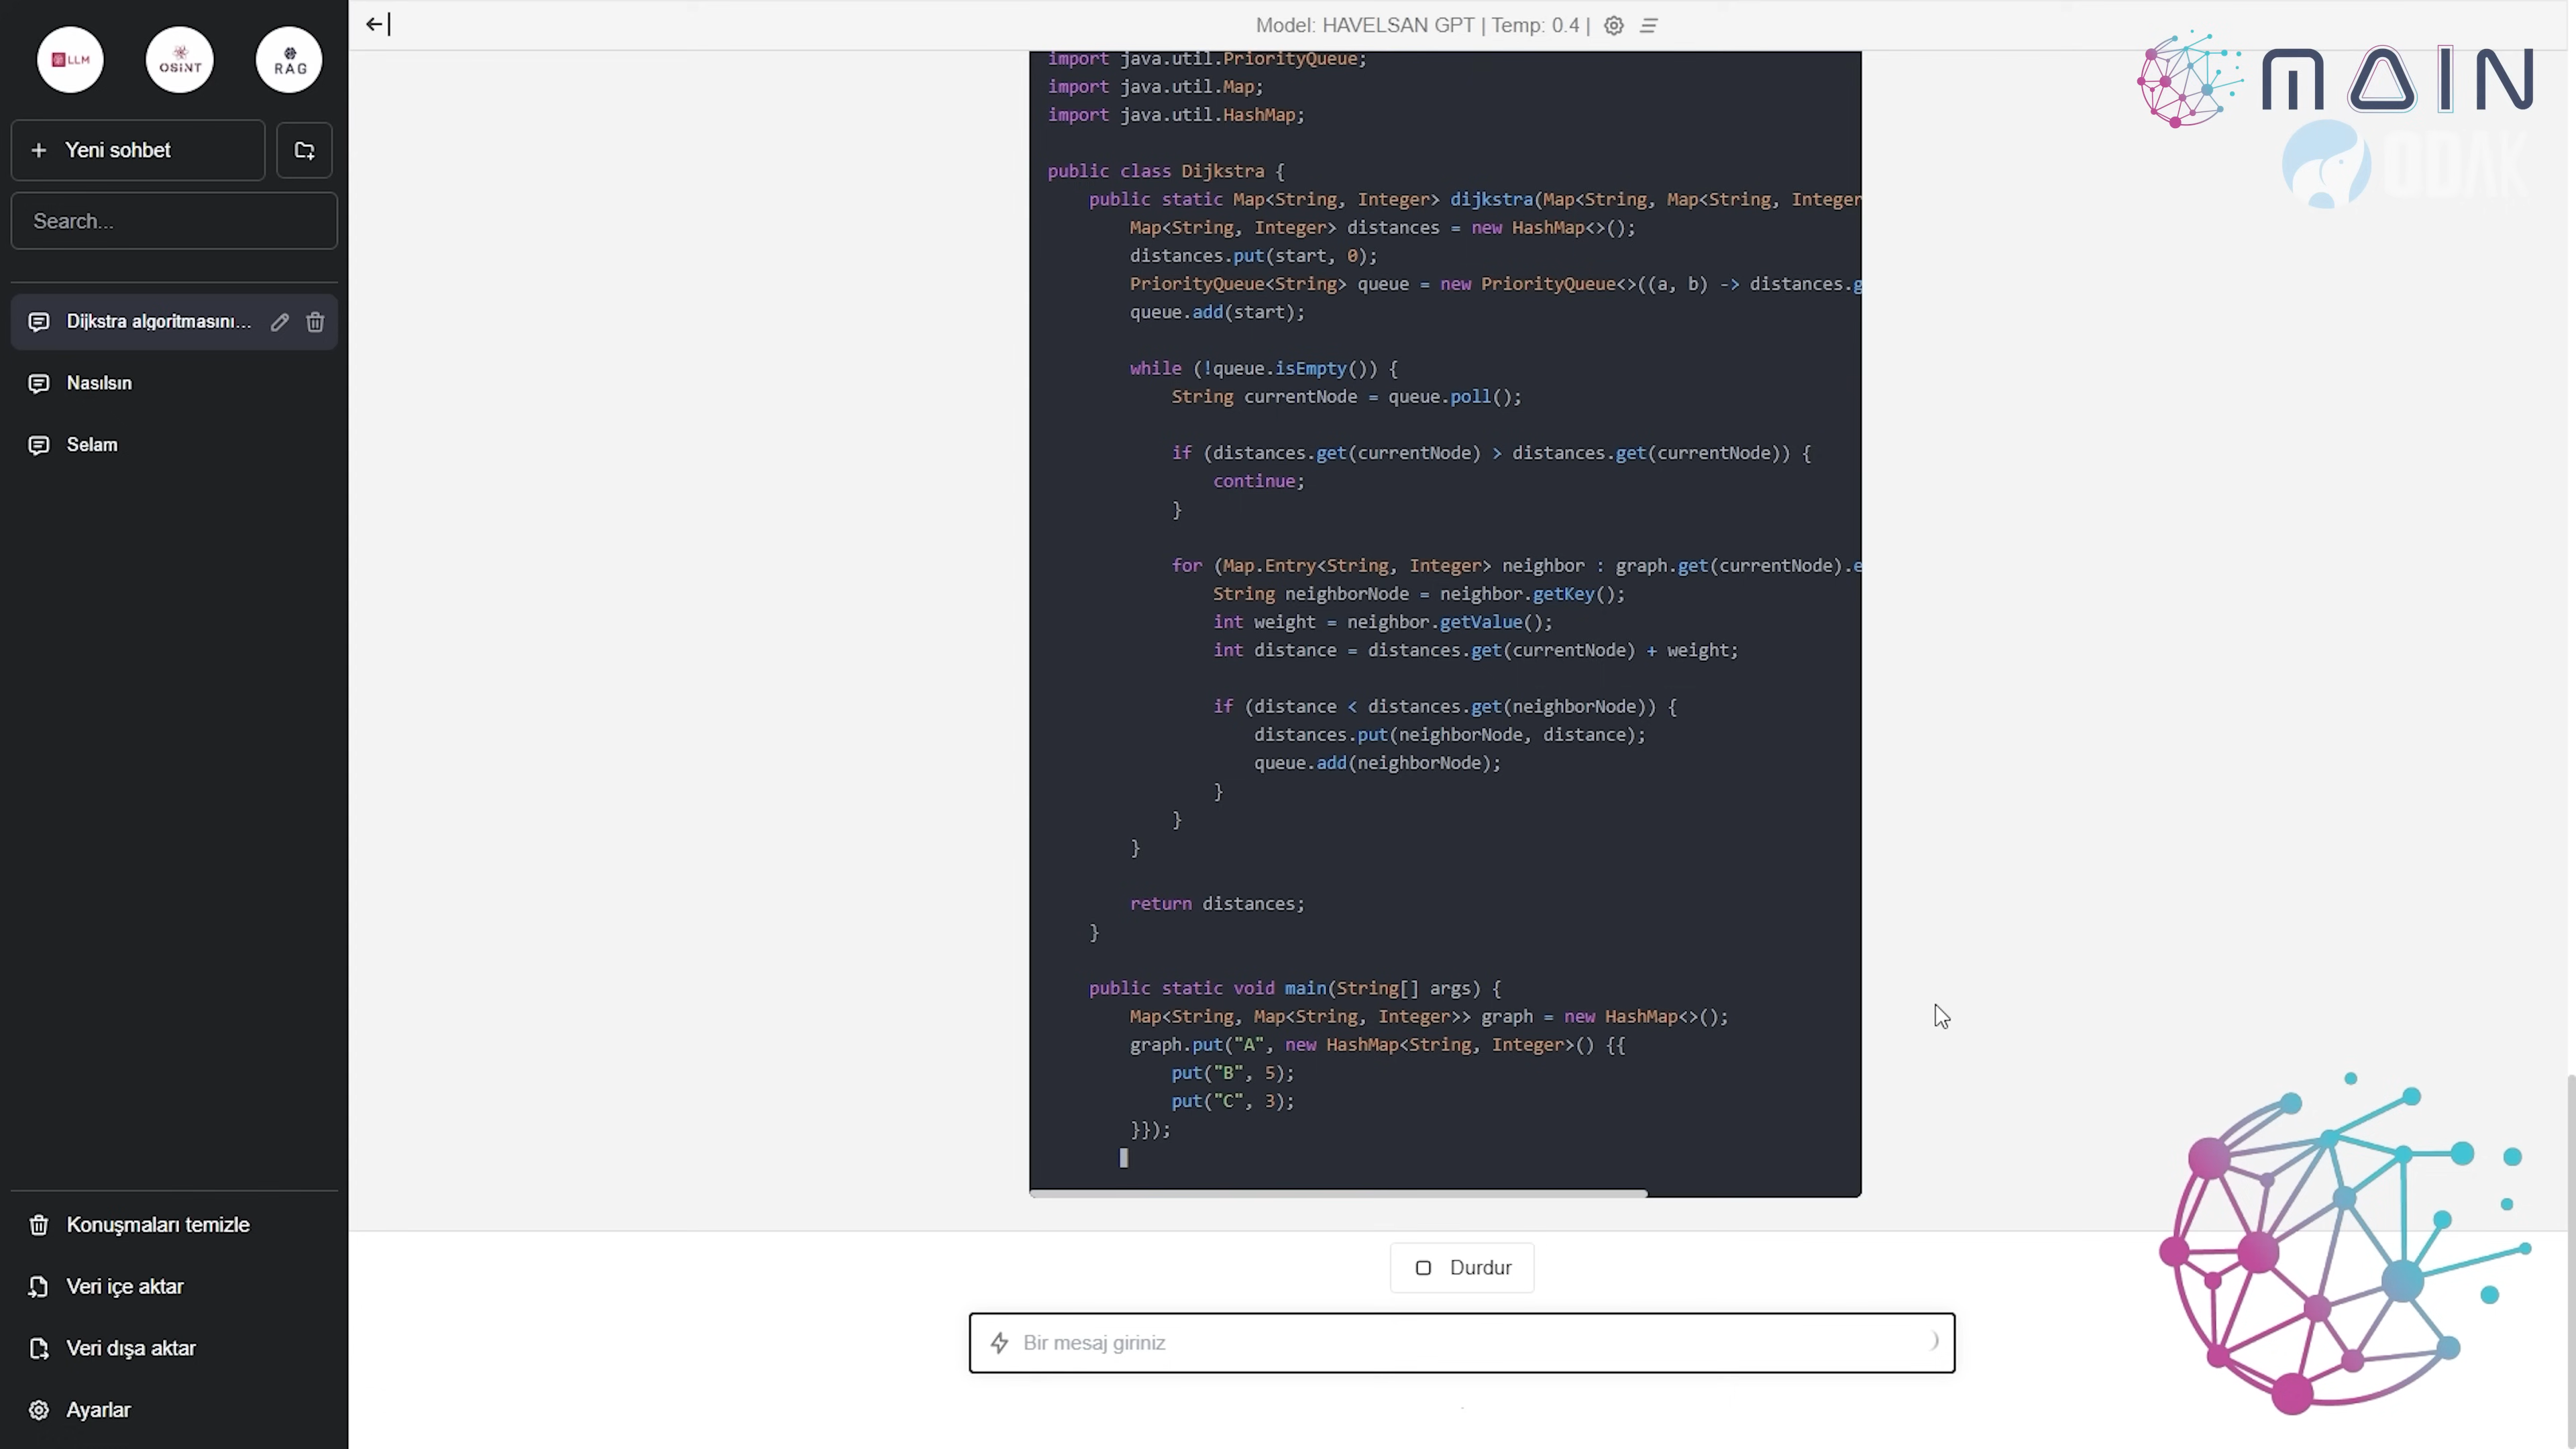 LLM
OSINT
RAG
Yeni sohbet
Search...
Dijkstra algoritmasını...
Nasılsın
Selam
Konuşmaları temizle
Veri içe aktar
Veri dışa aktar
Ayarlar
Model: HAVELSAN GPT | Temp: 0.4 |
MAIN
ODAK
import java.util.PriorityQueue;
import java.util.Map;
import java.util.HashMap;
public class Dijkstra {
public static Map<String, Integer> dijkstra(Map<String, Map<String, Integer
Map<String, Integer> distances = new HashMap<>();
distances.put(start, 0);
PriorityQueue<String> queue = new PriorityQueue<>((a, b) -> distances.g
queue.add(start);
while (!queue.isEmpty()) {
String currentNode = queue.poll();
if (distances.get(currentNode) > distances.get(currentNode)) {
continue;
}
for (Map.Entry<String, Integer> neighbor : graph.get(currentNode).e
String neighborNode = neighbor.getKey();
int weight = neighbor.getValue();
int distance = distances.get(currentNode) + weight;
if (distance < distances.get(neighborNode)) {
distances.put(neighborNode, distance);
queue.add(neighborNode);
}
}
}
return distances;
}
public static void main(String[] args) {
Map<String, Map<String, Integer>> graph = new HashMap<>();
graph.put("A", new HashMap<String, Integer>() {{
put("B", 5);
put("C", 3);
}});
Durdur
Bir mesaj giriniz